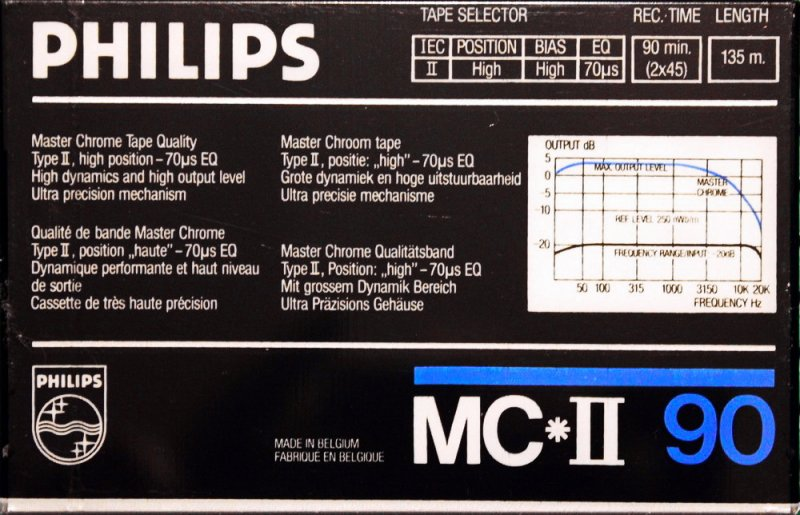 PHILIPS
TAPE SELECTOR
IEC POSITION BIAS EQ
II High High 70µs
REC. TIME
90 min.
(2x45)
LENGTH
135 m.
Master Chrome Tape Quality
Type II, high position – 70µs EQ
High dynamics and high output level
Ultra precision mechanism
Qualité de bande Master Chrome
Type II, position „haute” – 70µs EQ
Dynamique performante et haut niveau
de sortie
Cassette de très haute précision
Master Chroom tape
Type II, positie: „high” – 70µs EQ
Grote dynamiek en hoge uitstuurbaarheid
Ultra precisie mechanisme
Master Chrome Qualitätsband
Type II, Position: „high” – 70µs EQ
Mit grossem Dynamik Bereich
Ultra Präzisions Gehäuse
OUTPUT dB
5
0
-5
-10
-20
MAX. OUTPUT LEVEL
MASTER
CHROME
REF LEVEL 250 nWb/m
FREQUENCY RANGE/INPUT -20dB
50 100 315 1000 3150 10K 20K
FREQUENCY Hz
PHILIPS
MADE IN BELGIUM
FABRIQUE EN BELGIQUE
MC*II 90